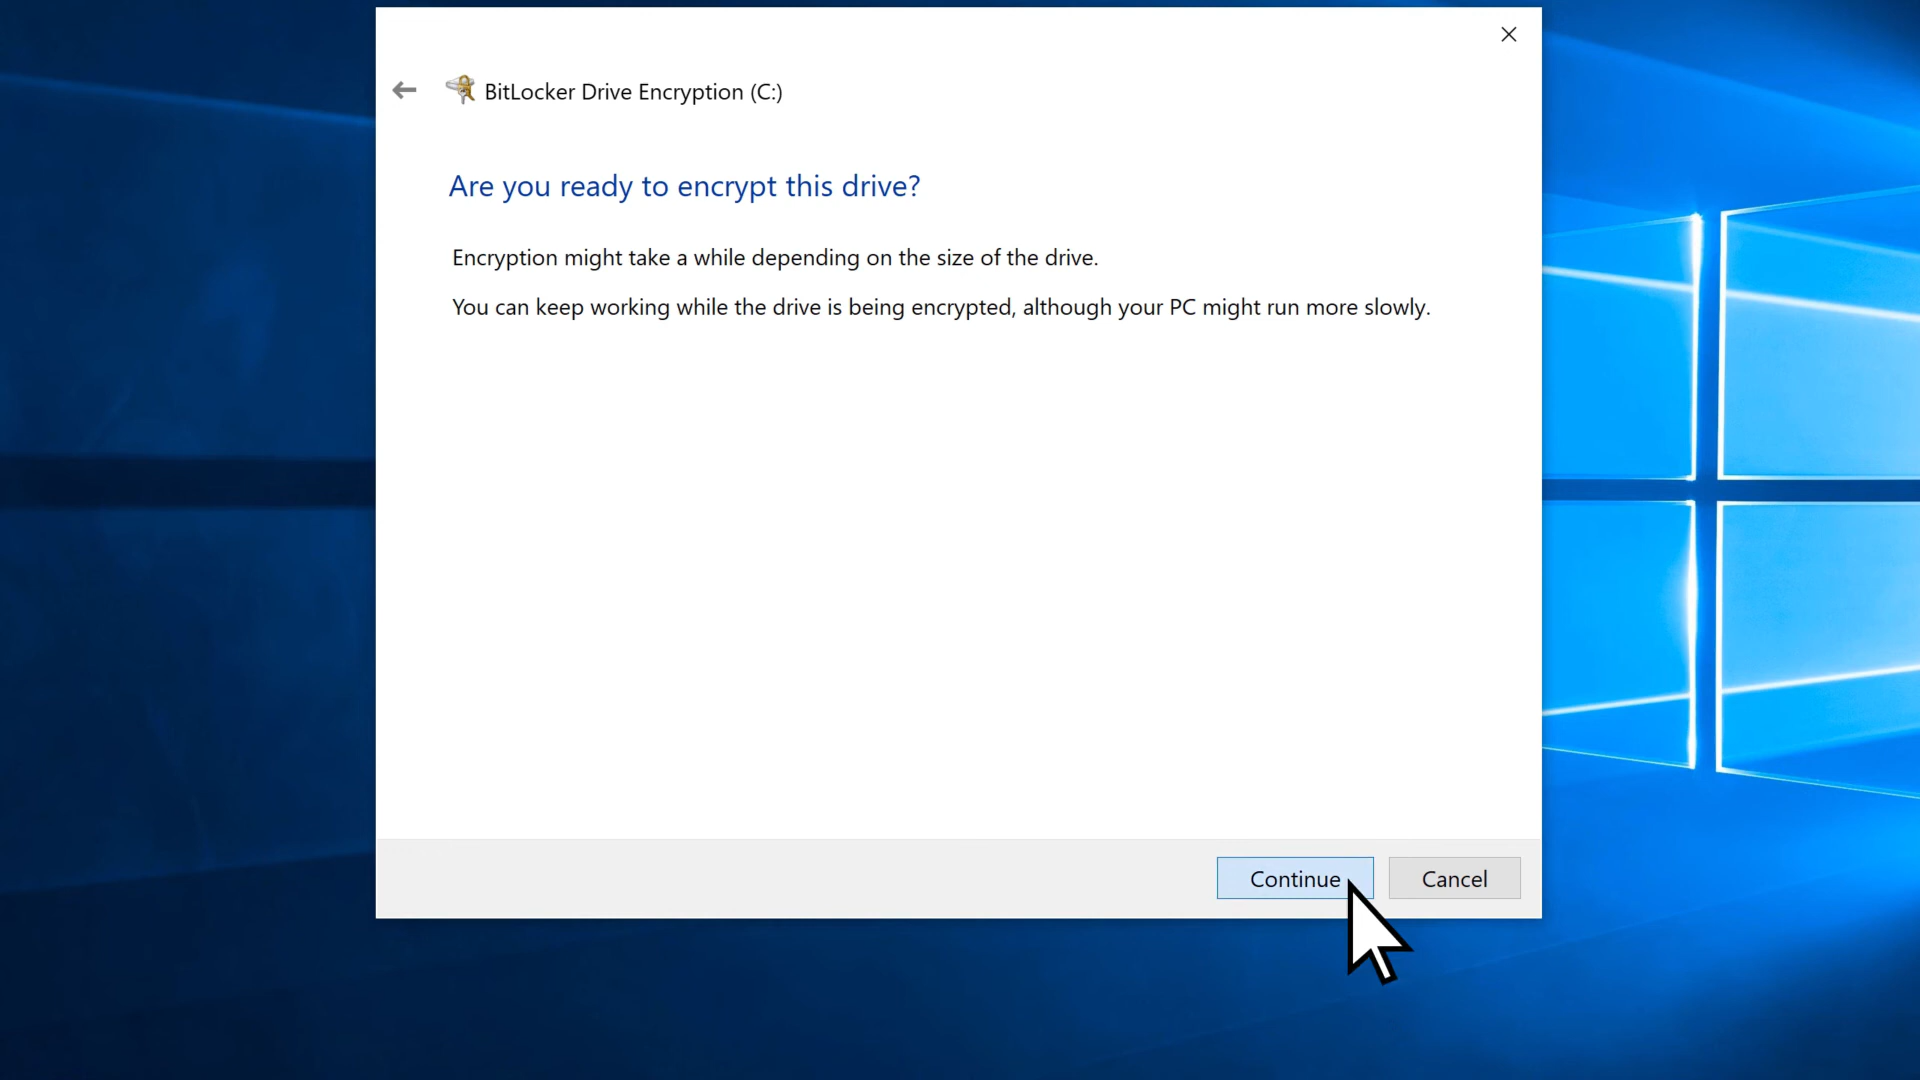 BitLocker Drive Encryption (C:)
Are you ready to encrypt this drive?
Encryption might take a while depending on the size of the drive.
You can keep working while the drive is being encrypted, although your PC might run more slowly.
Continue
Cancel